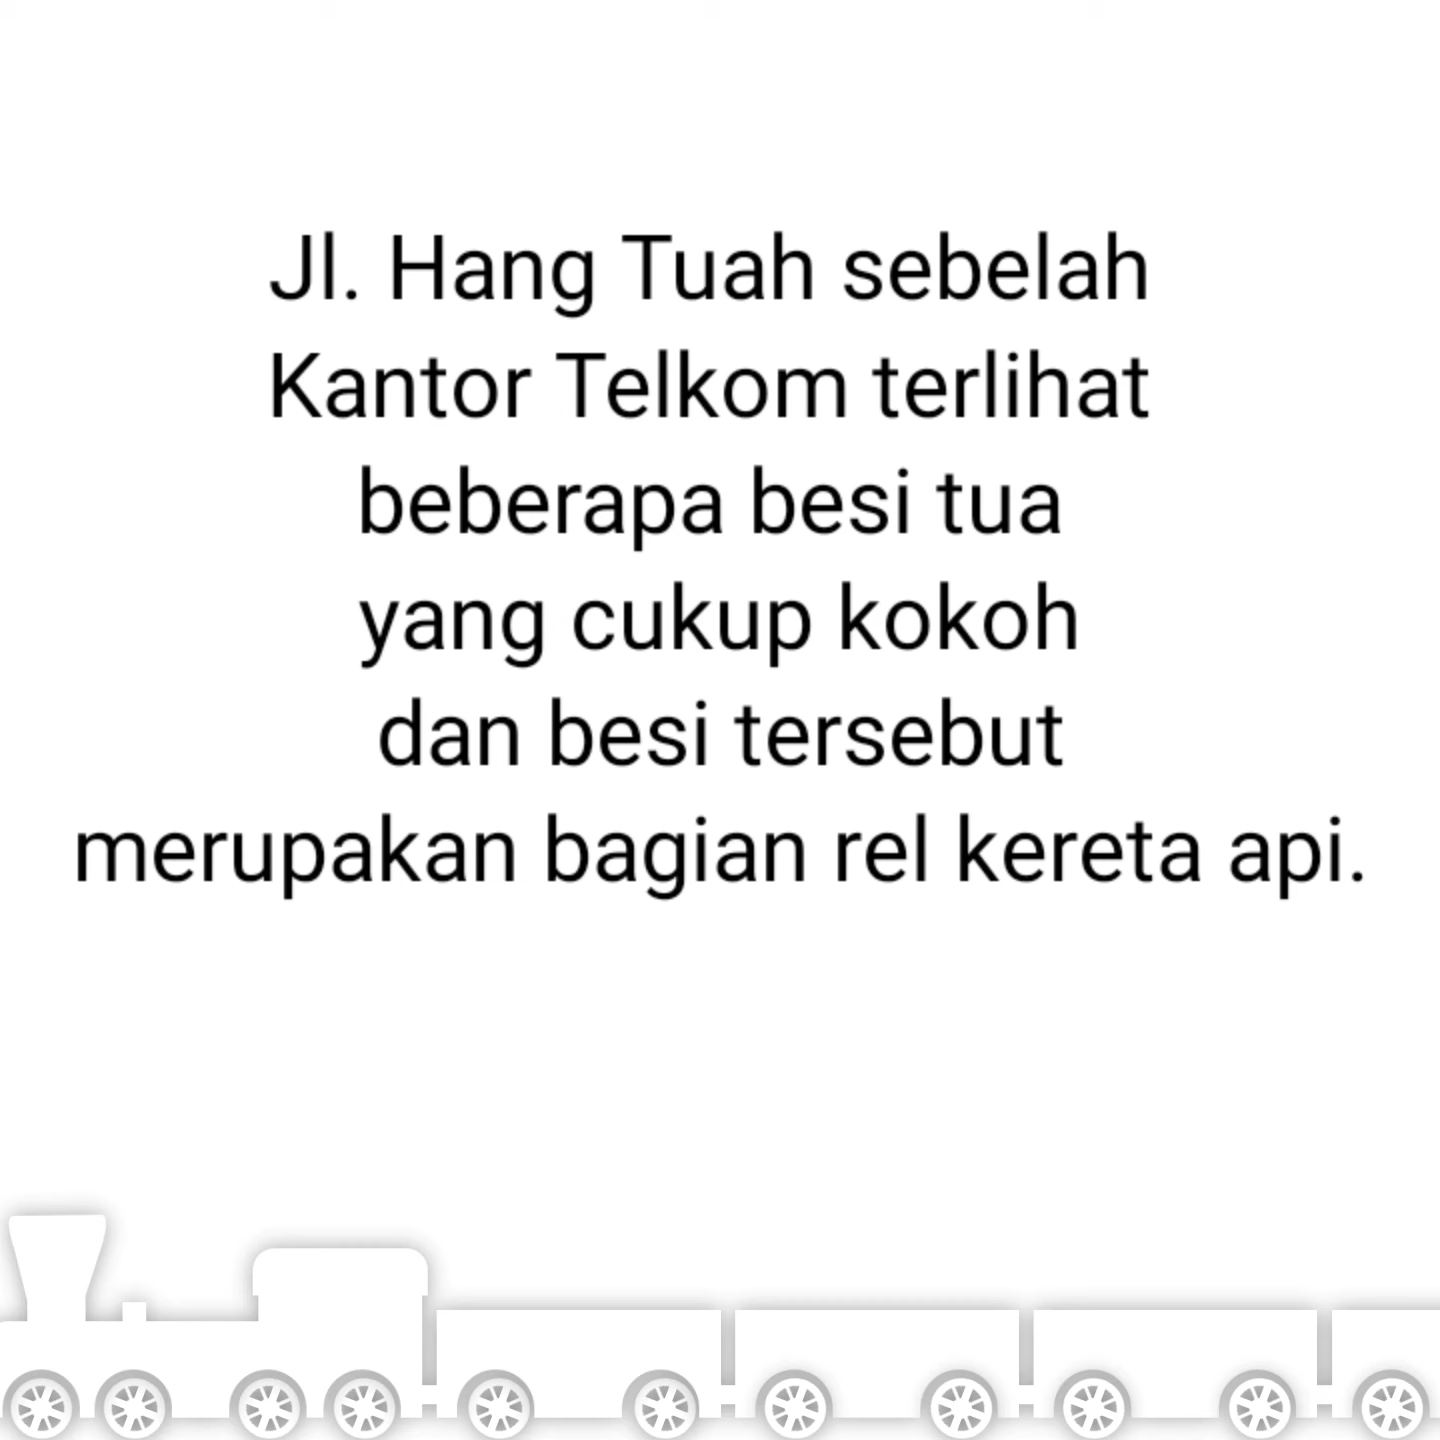 Jl. Hang Tuah sebelah
Kantor Telkom terlihat
beberapa besi tua
yang cukup kokoh
dan besi tersebut
merupakan bagian rel kereta api.